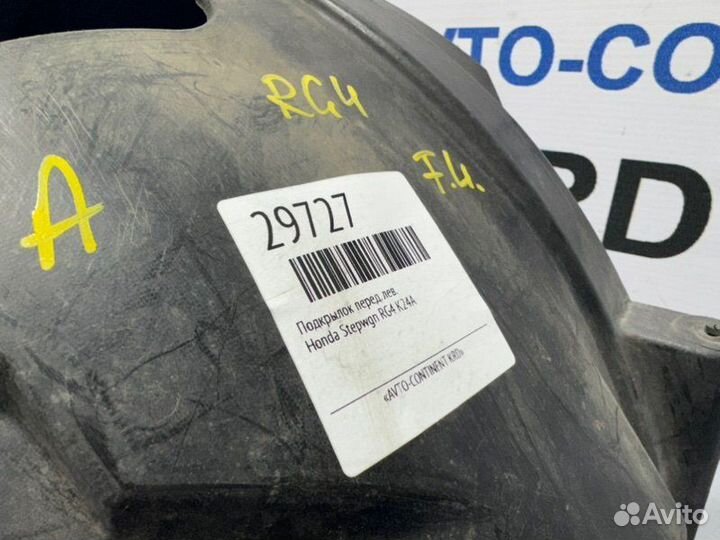 AVTO-CO
RD
RG4
A
F.L.
29727
Подкрылок перед.лев.
Honda Stepwgn RG4 K24A
«AVTO-CONTINENT KRD»
Avito